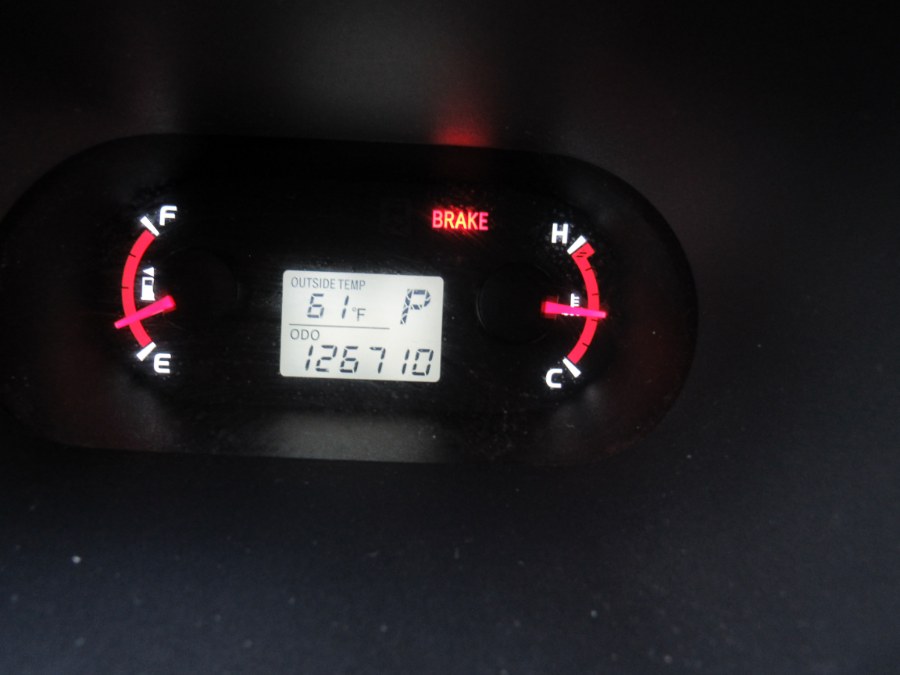 F
BRAKE
H
OUTSIDE TEMP
61°F P
ODO
126710
E
C